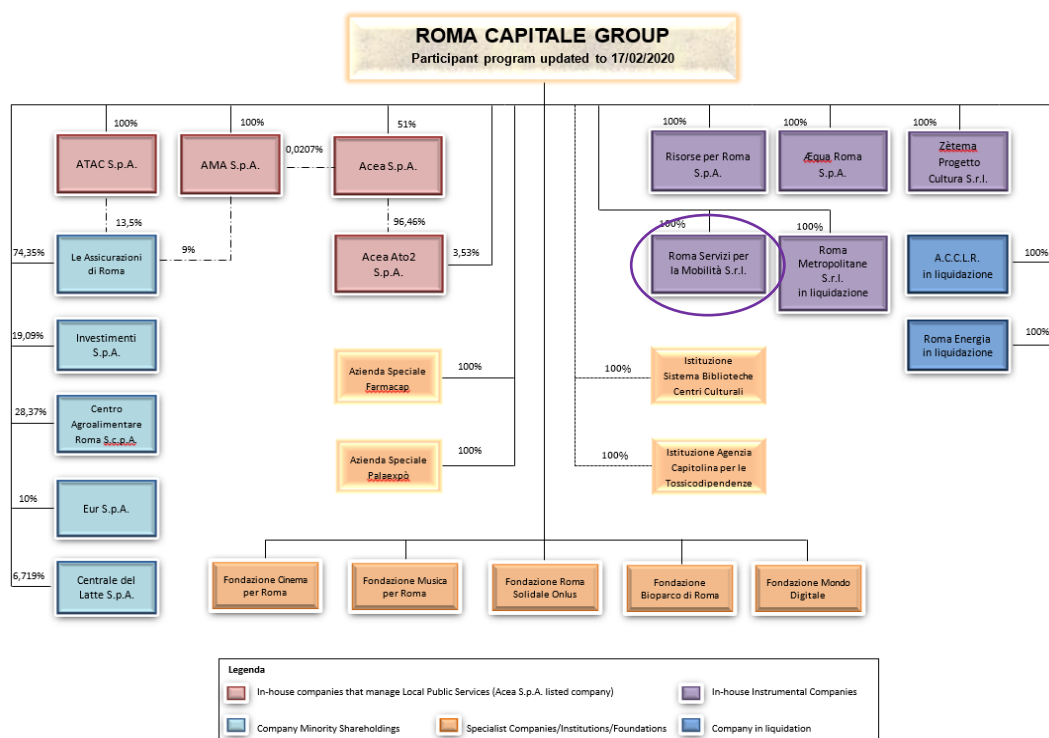 ROMA CAPITALE GROUP
Participant program updated to 17/02/2020
100%
100%
51%
100%
100%
100%
ATAC S.p.A.
AMA S.p.A.
0,0207%
Acea S.p.A.
Risorse per Roma
S.p.A.
Æqua Roma
S.p.A.
Zètema
Progetto
Cultura S.r.l.
13,5%
96,46%
100%
100%
74,35%
Le Assicurazioni
di Roma
9%
Acea Ato2
S.p.A.
3,53%
Roma Servizi per
la Mobilità S.r.l.
Roma
Metropolitane
S.r.l.
in liquidazione
A.C.C.L.R.
in liquidazione
100%
19,09%
Investimenti
S.p.A.
Roma Energia
in liquidazione
100%
Azienda Speciale
Farmacap
100%
100%
Istituzione
Sistema Biblioteche
Centri Culturali
28,37%
Centro
Agroalimentare
Roma S.c.p.A.
Azienda Speciale
Palaexpò
100%
100%
Istituzione Agenzia
Capitolina per le
Tossicodipendenze
10%
Eur S.p.A.
6,719%
Centrale del
Latte S.p.A.
Fondazione Cinema
per Roma
Fondazione Musica
per Roma
Fondazione Roma
Solidale Onlus
Fondazione
Bioparco di Roma
Fondazione Mondo
Digitale
Legenda
In-house companies that manage Local Public Services (Acea S.p.A. listed company)
In-house Instrumental Companies
Company Minority Shareholdings
Specialist Companies/Institutions/Foundations
Company in liquidation